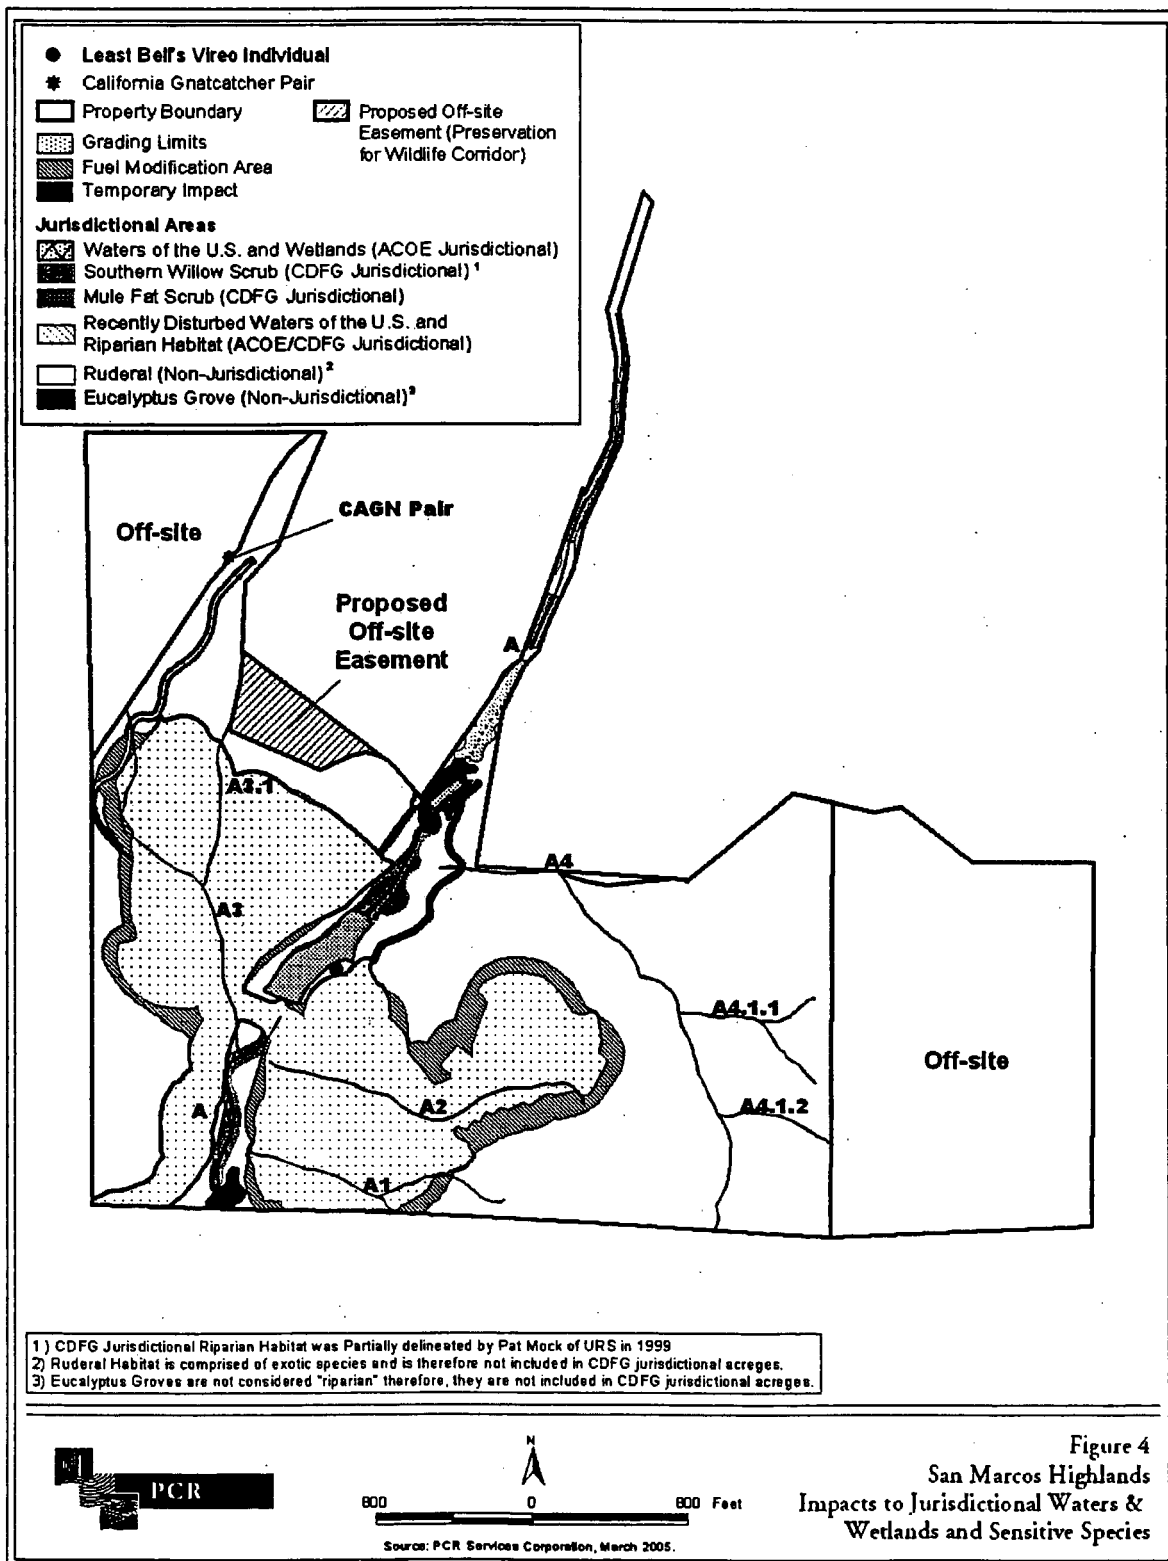 Least Bell's Vireo Individual
California Gnatcatcher Pair
Property Boundary
Grading Limits
Fuel Modification Area
Temporary Impact
Proposed Off-site
Easement (Preservation
for Wildlife Corridor)
Jurisdictional Areas
Waters of the U.S. and Wetlands (ACOE Jurisdictional)
Southern Willow Scrub (CDFG Jurisdictional) 1
Mule Fat Scrub (CDFG Jurisdictional)
Recently Disturbed Waters of the U.S. and
Riparian Habitat (ACOE/CDFG Jurisdictional)
Ruderal (Non-Jurisdictional) 2
Eucalyptus Grove (Non-Jurisdictional) 3
Off-site
CAGN Pair
Proposed
Off-site
Easement
A
A3.1
A4
A3
A4.1.1
Off-site
A2
A4.1.2
A
A1
1 ) CDFG Jurisdictional Riparian Habitat was Partially delineated by Pat Mock of URS in 1999
2) Ruderal Habitat is comprised of exotic species and is therefore not included in CDFG jurisdictional acreges.
3) Eucalyptus Groves are not considered "riparian" therefore, they are not included in CDFG jurisdictional acreges.
PCR
N
800 0 800 Feet
Source: PCR Services Corporation, March 2005.
Figure 4
San Marcos Highlands
Impacts to Jurisdictional Waters &
Wetlands and Sensitive Species